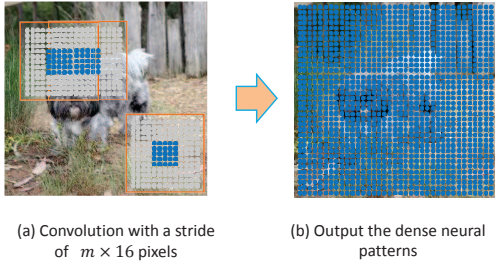 (a) Convolution with a stride
of m × 16 pixels
(b) Output the dense neural
patterns